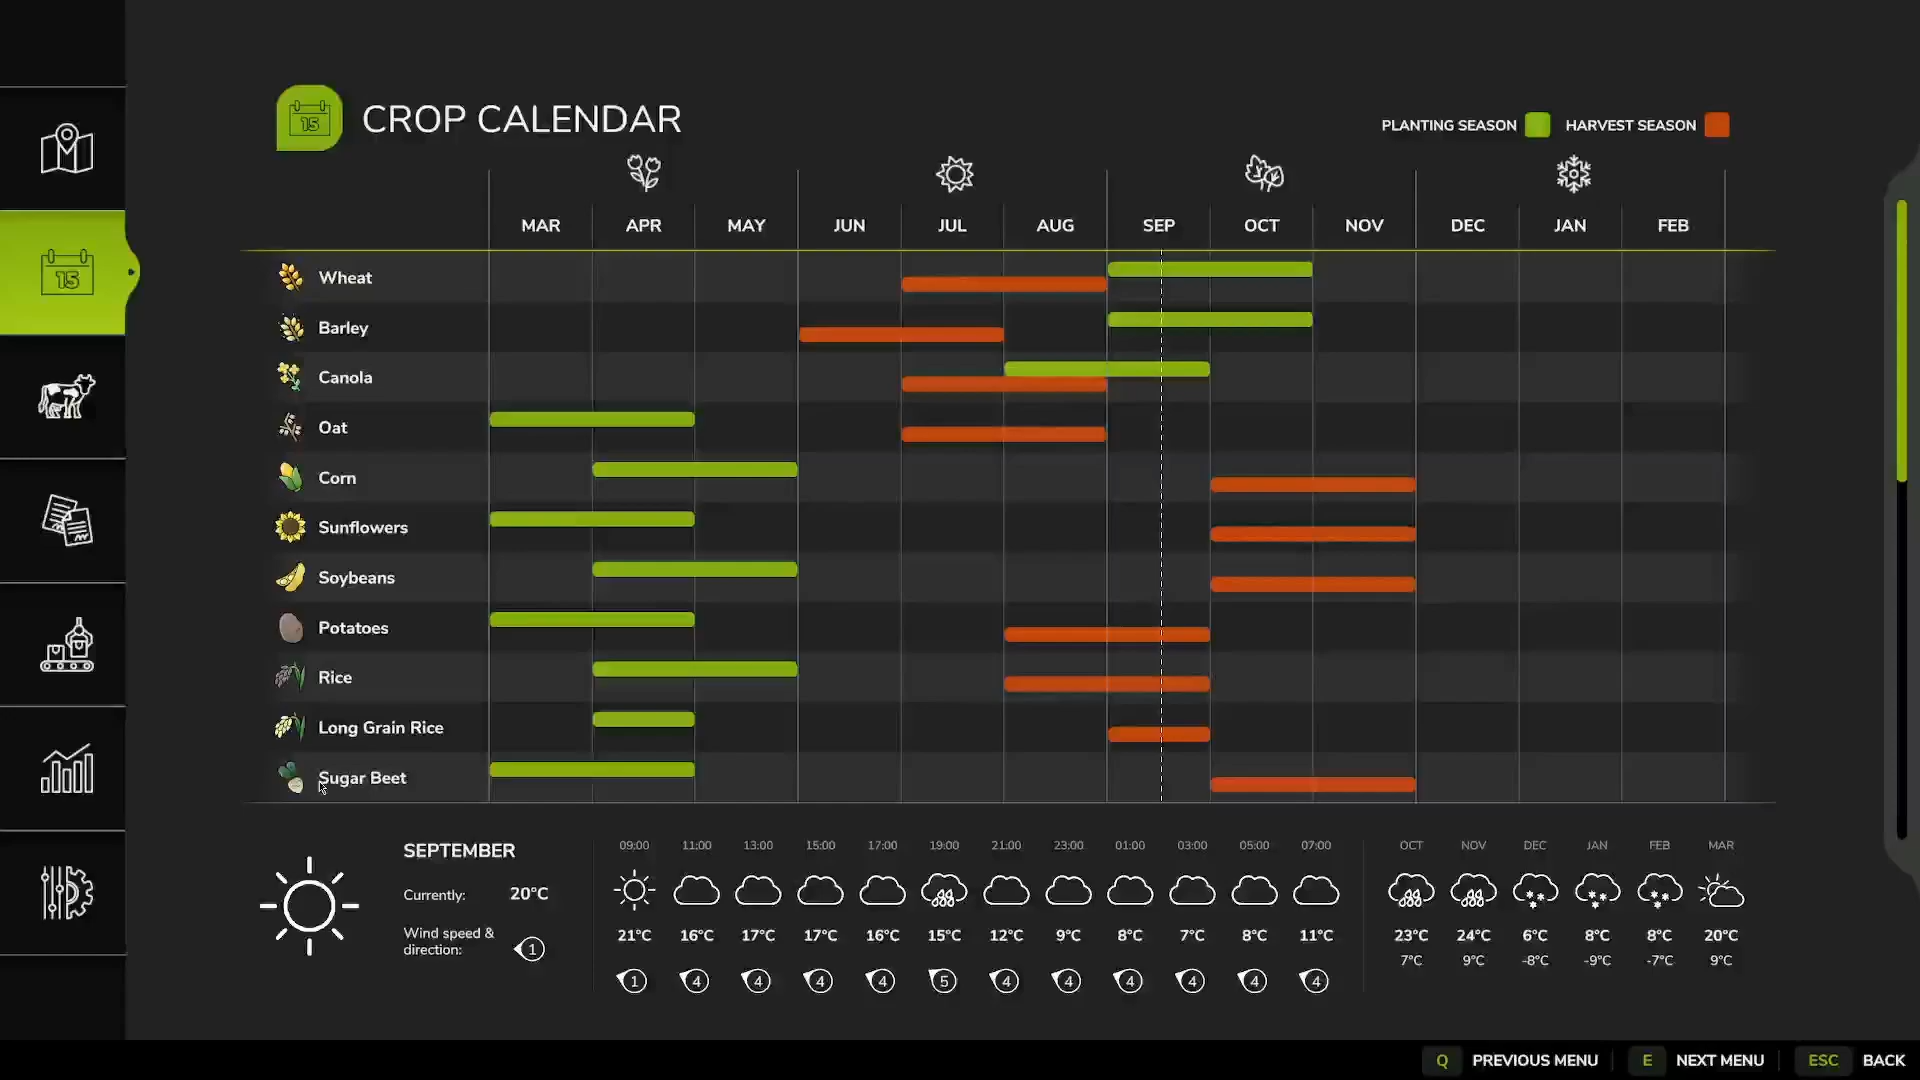 15
CROP CALENDAR
PLANTING SEASON
HARVEST SEASON
MAR APR MAY JUN JUL AUG SEP OCT NOV DEC JAN FEB
15
Wheat
Barley
Canola
Oat
Corn
Sunflowers
Soybeans
Potatoes
Rice
Long Grain Rice
Sugar Beet
SEPTEMBER
Currently: 20°C
Wind speed & direction: 1
09:00 11:00 13:00 15:00 17:00 19:00 21:00 23:00 01:00 03:00 05:00 07:00
21°C 16°C 17°C 17°C 16°C 15°C 12°C 9°C 8°C 7°C 8°C 11°C
1 4 4 4 4 5 4 4 4 4 4 4
OCT NOV DEC JAN FEB MAR
23°C 24°C 6°C 8°C 8°C 20°C
7°C 9°C -8°C -9°C -7°C 9°C
Q PREVIOUS MENU E NEXT MENU ESC BACK